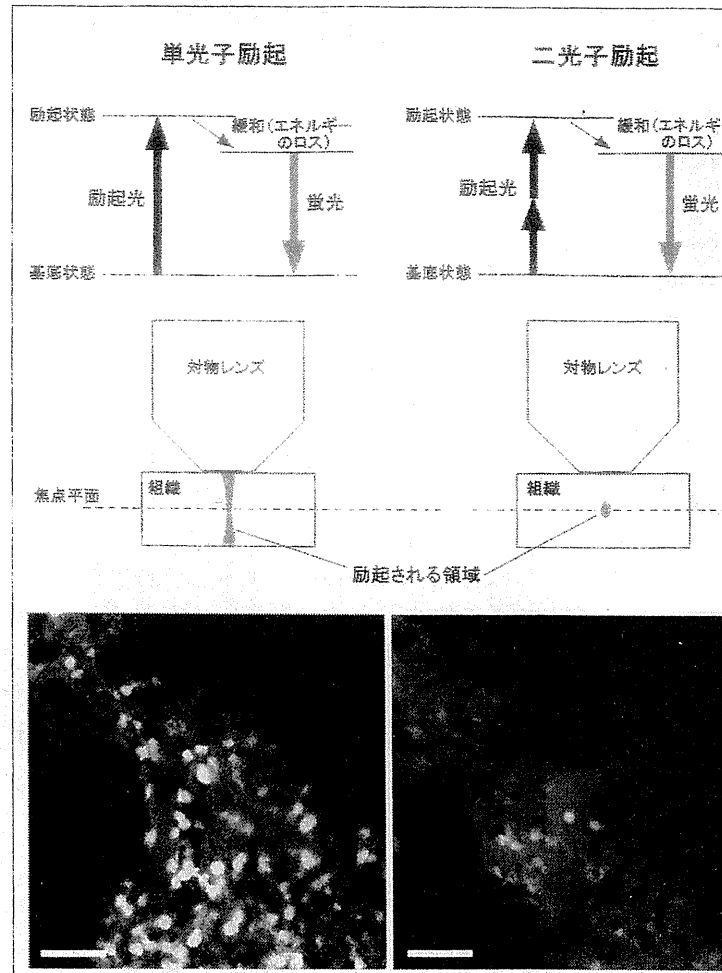 単光子励起
励起状態
緩和(エネルギー
のロス)
励起光
蛍光
基底状態
対物レンズ
焦点平面
組織
二光子励起
励起状態
緩和(エネルギー
のロス)
励起光
蛍光
基底状態
対物レンズ
組織
励起される領域